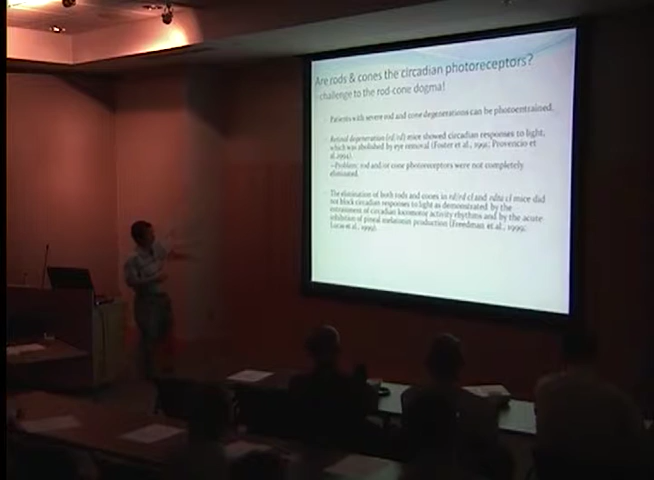 Are rods & cones the circadian photoreceptors?
challenge to the rod-cone dogma!
Patients with severe rod and cone degenerations can be photoentrained.
Retinal degeneration (rd/rd) mice showed circadian responses to light,
which was abolished by eye removal (Foster et al., 1991; Provencio et
al., 1994).
–Problem: rod and/or cone photoreceptors were not completely
eliminated.
The elimination of both rods and cones in rd/rd cl and rdta cl mice did
not block circadian responses to light as demonstrated by the
entrainment of circadian locomotor activity rhythms and by the acute
inhibition of pineal melatonin production (Freedman et al., 1999;
Lucas et al., 1999).